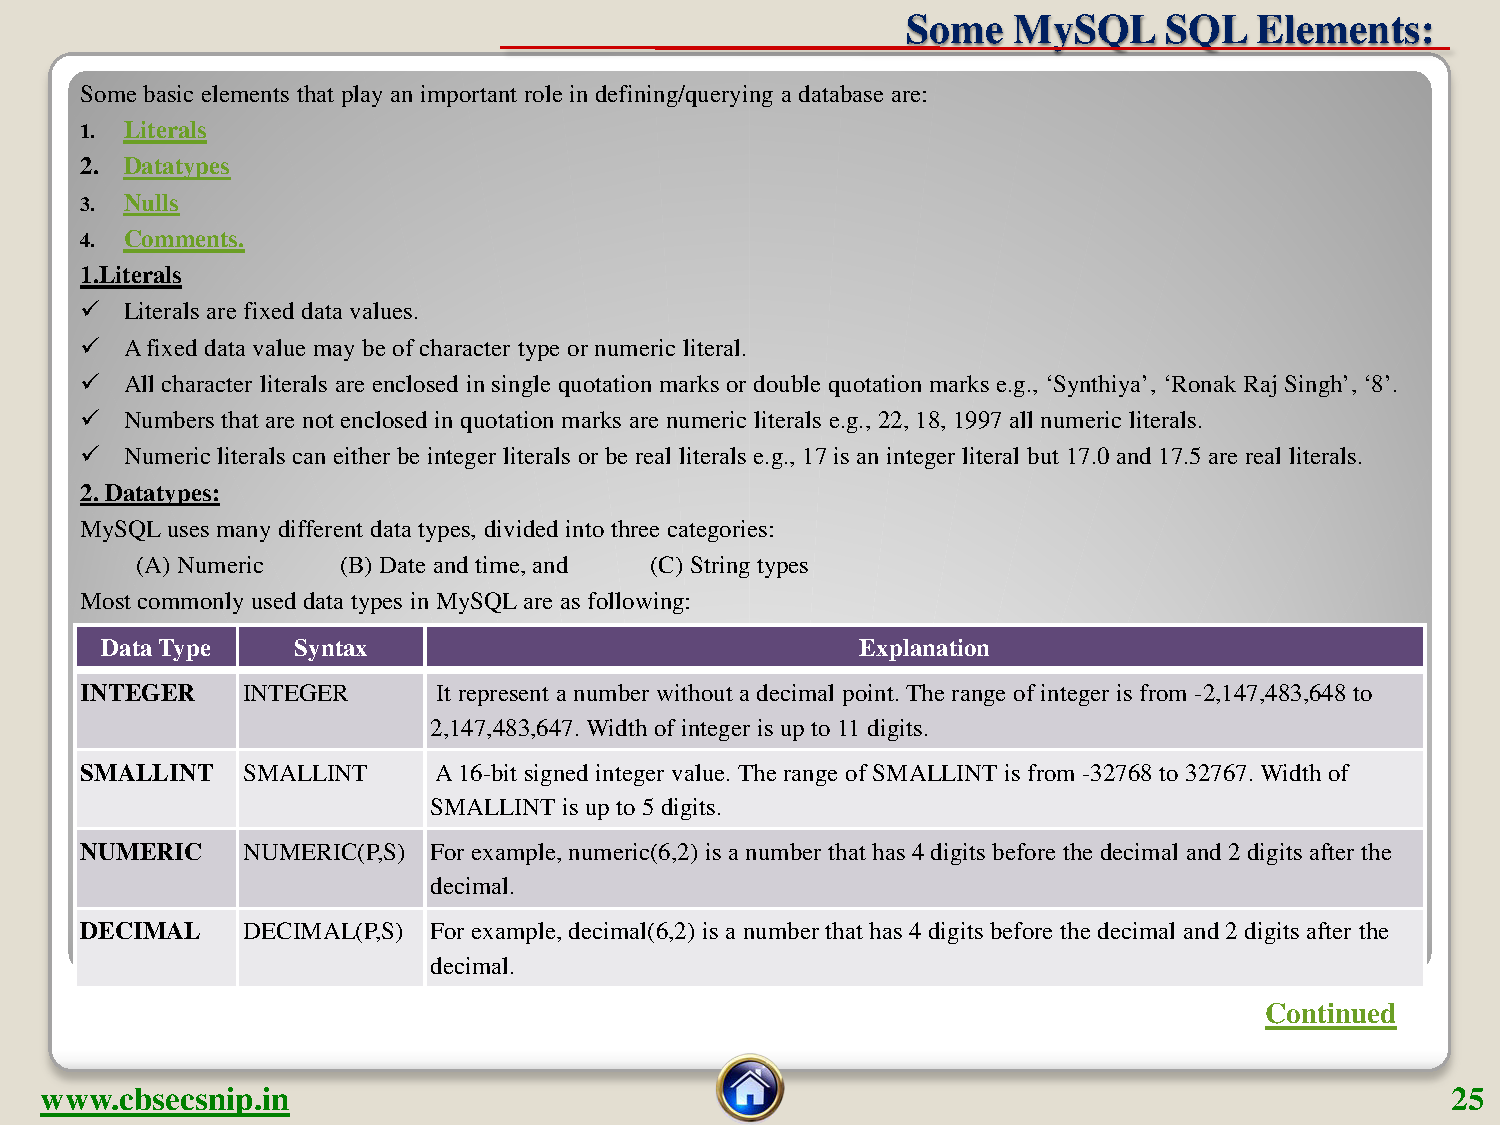 Some MySQL SQL Elements:
Some basic elements that play an important role in defining/querying a database are:
1. Literals
2. Datatypes
3. Nulls
4. Comments.
1.Literals
✓ Literals are fixed data values.
✓ A fixed data value may be of character type or numeric literal.
✓ All character literals are enclosed in single quotation marks or double quotation marks e.g., ‘Synthiya’, ‘Ronak Raj Singh’, ‘8’.
✓ Numbers that are not enclosed in quotation marks are numeric literals e.g., 22, 18, 1997 all numeric literals.
✓ Numeric literals can either be integer literals or be real literals e.g., 17 is an integer literal but 17.0 and 17.5 are real literals.
2. Datatypes:
MySQL uses many different data types, divided into three categories:
(A) Numeric (B) Date and time, and (C) String types
Most commonly used data types in MySQL are as following:
Data Type Syntax Explanation
INTEGER INTEGER It represent a number without a decimal point. The range of integer is from -2,147,483,648 to
2,147,483,647. Width of integer is up to 11 digits.
SMALLINT SMALLINT A 16-bit signed integer value. The range of SMALLINT is from -32768 to 32767. Width of
SMALLINT is up to 5 digits.
NUMERIC NUMERIC(P,S) For example, numeric(6,2) is a number that has 4 digits before the decimal and 2 digits after the
decimal.
DECIMAL DECIMAL(P,S) For example, decimal(6,2) is a number that has 4 digits before the decimal and 2 digits after the
decimal.
Continued
www.cbsecsnip.in 25